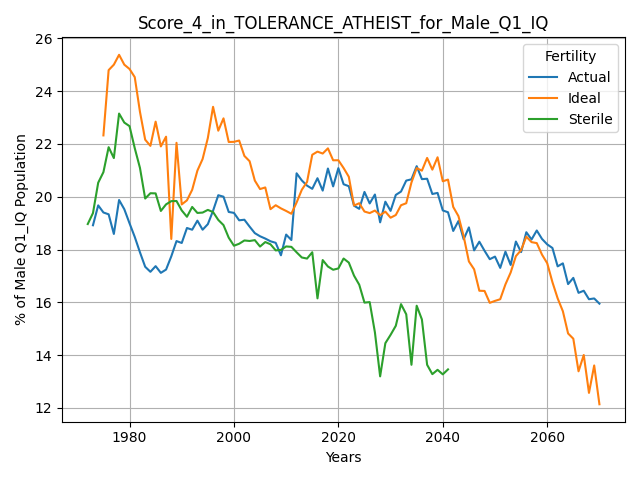 Score_4_in_TOLERANCE_ATHEIST_for_Male_Q1_IQ
Fertility
Actual
Ideal
Sterile
% of Male Q1_IQ Population
26
24
22
20
18
16
14
12
1980 2000 2020 2040 2060
Years